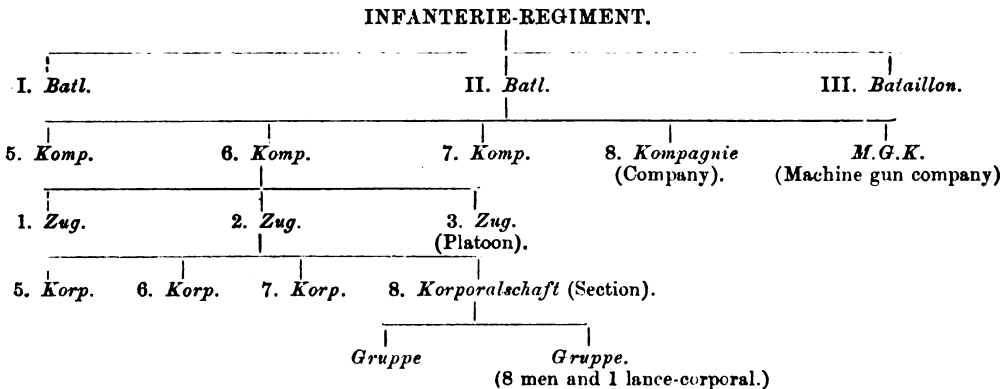 INFANTERIE-REGIMENT.
I. Batl. II. Batl. III. Bataillon.
5. Komp. 6. Komp. 7. Komp. 8. Kompagnie M.G.K.
(Company). (Machine gun company)
1. Zug. 2. Zug. 3. Zug.
(Platoon).
5. Korp. 6. Korp. 7. Korp. 8. Korporalschaft (Section).
Gruppe Gruppe.
(8 men and 1 lance-corporal.)